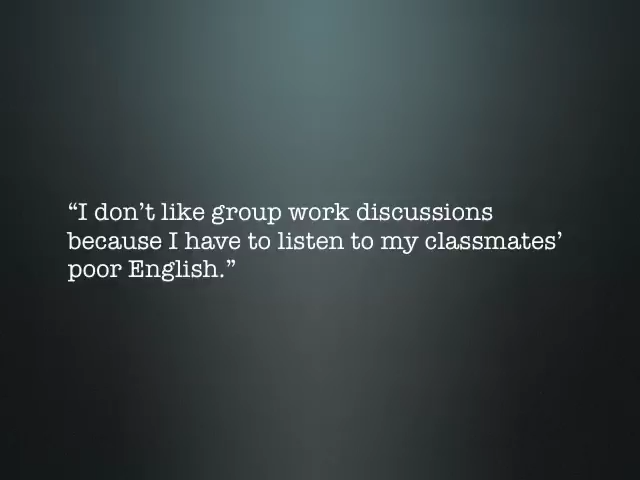 “I don’t like group work discussions
because I have to listen to my classmates’
poor English.”